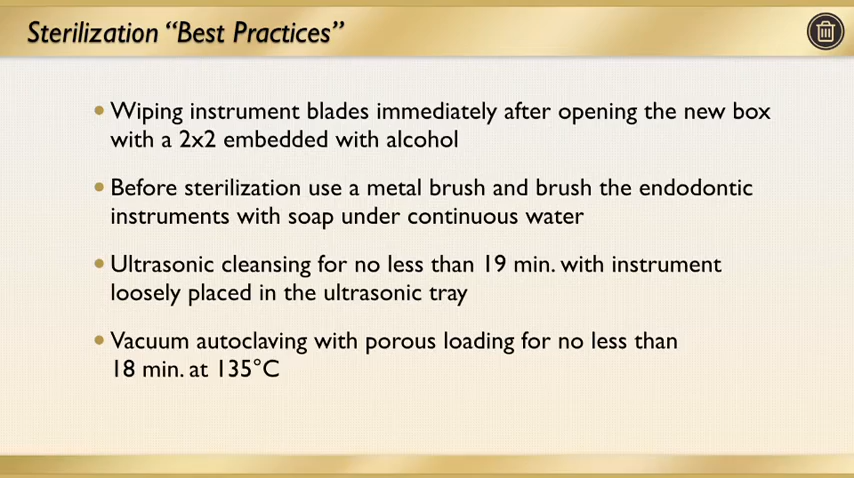 Sterilization “Best Practices”
• Wiping instrument blades immediately after opening the new box
with a 2x2 embedded with alcohol
• Before sterilization use a metal brush and brush the endodontic
instruments with soap under continuous water
• Ultrasonic cleansing for no less than 19 min. with instrument
loosely placed in the ultrasonic tray
• Vacuum autoclaving with porous loading for no less than
18 min. at 135°C